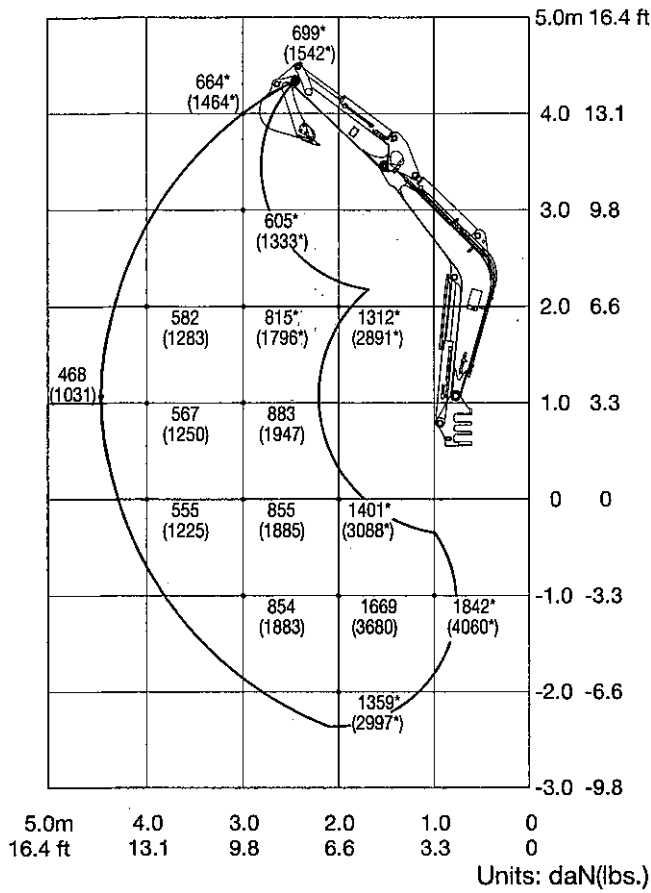 5.0m 16.4 ft
699*
(1542*)
664*
(1464*)
4.0 13.1
3.0 9.8
605*
(1333*)
2.0 6.6
582 815* 1312*
(1283) (1796*) (2891*)
468
(1031)
1.0 3.3
567 883
(1250) (1947)
0 0
555 855 1401*
(1225) (1885) (3088*)
-1.0 -3.3
854 1669 1842*
(1883) (3680) (4060*)
-2.0 -6.6
1359*
(2997*)
-3.0 -9.8
5.0m 4.0 3.0 2.0 1.0 0
16.4 ft 13.1 9.8 6.6 3.3 0
Units: daN(lbs.)